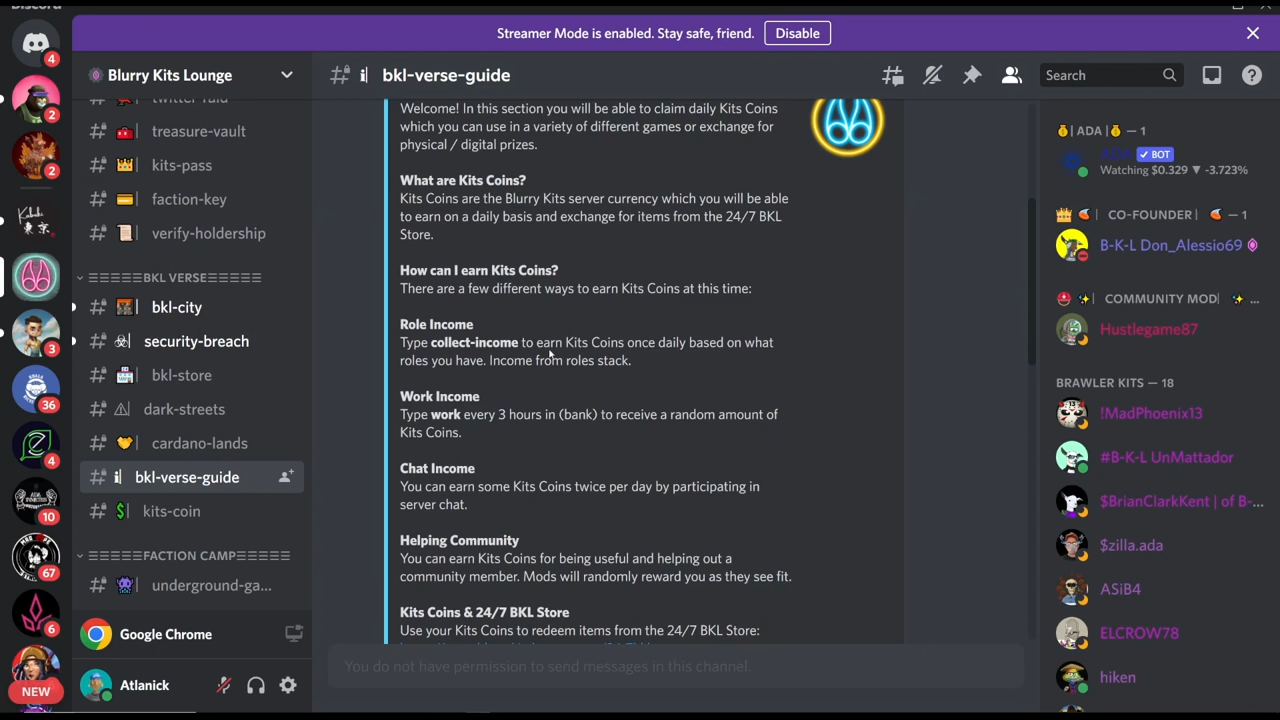 Discord
Streamer Mode is enabled. Stay safe, friend.
Disable
4
2
2
3
36
4
10
67
6
NEW
Blurry Kits Lounge
twitter-raid
treasure-vault
kits-pass
faction-key
verify-holdership
=====BKL VERSE=====
bkl-city
security-breach
bkl-store
dark-streets
cardano-lands
bkl-verse-guide
kits-coin
=====FACTION CAMP=====
underground-ga...
Google Chrome
Atlanick
bkl-verse-guide
Search
Welcome! In this section you will be able to claim daily Kits Coins
which you can use in a variety of different games or exchange for
physical / digital prizes.
What are Kits Coins?
Kits Coins are the Blurry Kits server currency which you will be able
to earn on a daily basis and exchange for items from the 24/7 BKL
Store.
How can I earn Kits Coins?
There are a few different ways to earn Kits Coins at this time:
Role Income
Type collect-income to earn Kits Coins once daily based on what
roles you have. Income from roles stack.
Work Income
Type work every 3 hours in (bank) to receive a random amount of
Kits Coins.
Chat Income
You can earn some Kits Coins twice per day by participating in
server chat.
Helping Community
You can earn Kits Coins for being useful and helping out a
community member. Mods will randomly reward you as they see fit.
Kits Coins & 24/7 BKL Store
Use your Kits Coins to redeem items from the 24/7 BKL Store:
You do not have permission to send messages in this channel.
| ADA | — 1
ADA ✓ BOT
Watching $0.329 ▼ -3.723%
| CO-FOUNDER | — 1
B-K-L Don_Alessio69
| COMMUNITY MOD| ...
Hustlegame87
BRAWLER KITS — 18
!MadPhoenix13
#B-K-L UnMattador
$BrianClarkKent | of B-...
$zilla.ada
ASiB4
ELCROW78
hiken